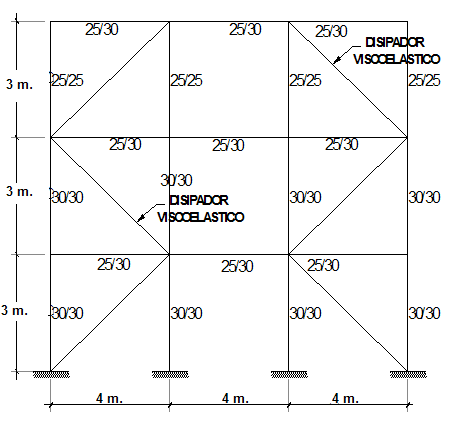 25/30 25/30 25/30
DISIPADOR
VISCOELASTICO
3 m. 25/25 25/25 25/25 25/25
25/30 25/30 25/30
30/30
3 m. 30/30 30/30 30/30
DISIPADOR
VISCOELASTICO
25/30 25/30 25/30
3 m. 30/30 30/30 30/30 30/30
4 m. 4 m. 4 m.